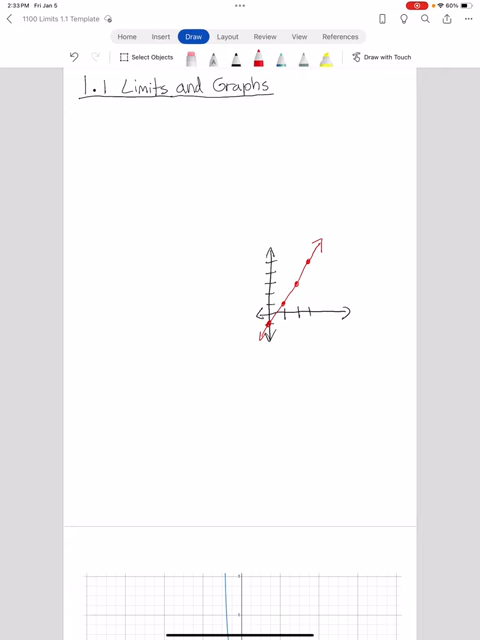 2:33 PM Fri Jan 5
60%
1100 Limits 1.1 Template
Home Insert Draw Layout Review View References
Select Objects
A
Draw with Touch
1.1 Limits and Graphs